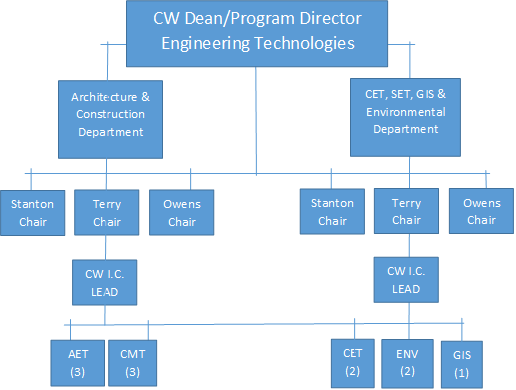 CW Dean/Program Director
Engineering Technologies
Architecture &
Construction
Department
CET, SET, GIS &
Environmental
Department
Stanton
Chair
Terry
Chair
Owens
Chair
Stanton
Chair
Terry
Chair
Owens
Chair
CW I.C.
LEAD
CW I.C.
LEAD
AET
(3)
CMT
(3)
CET
(2)
ENV
(2)
GIS
(1)